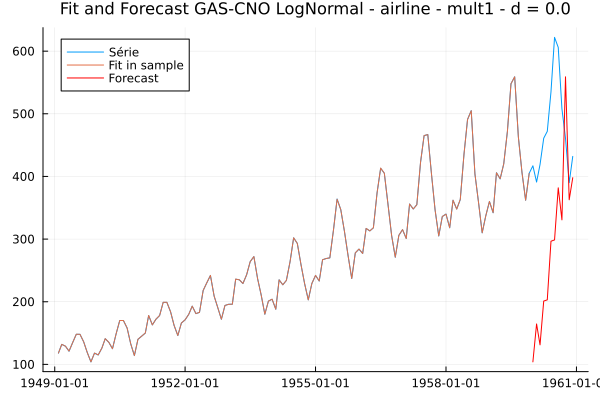 Fit and Forecast GAS-CNO LogNormal - airline - mult1 - d = 0.0
Série
Fit in sample
Forecast
600
500
400
300
200
100
1949-01-01
1952-01-01
1955-01-01
1958-01-01
1961-01-0